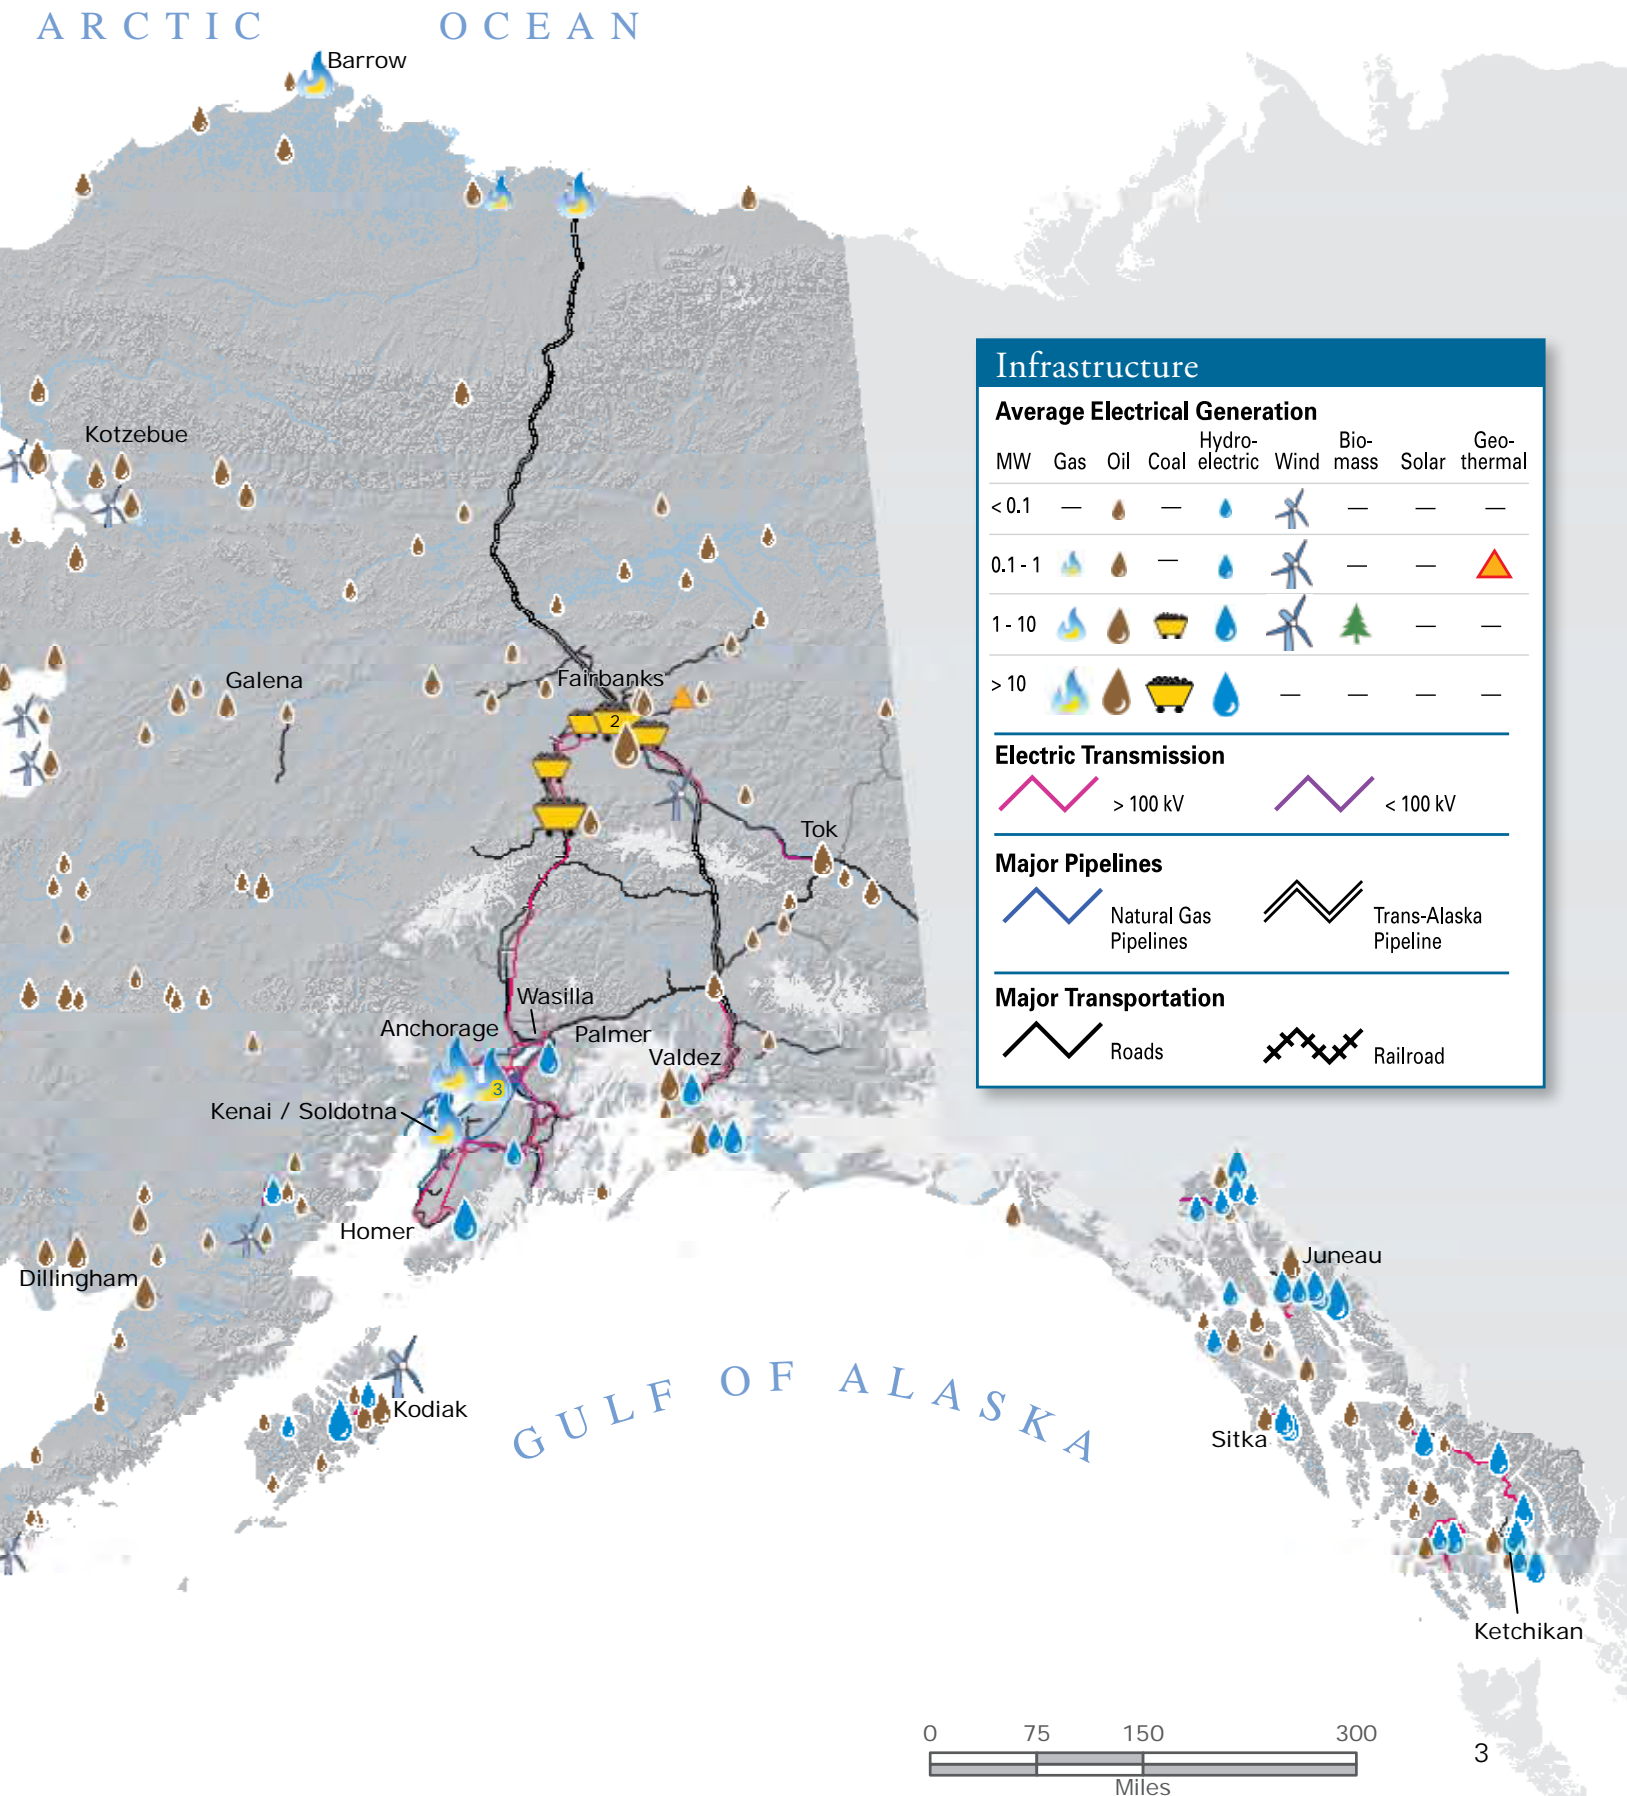 ARCTIC OCEAN
Barrow
Kotzebue
Galena
Fairbanks
2
Tok
Wasilla
Anchorage
Palmer
Valdez
3
Kenai / Soldotna
Homer
Dillingham
Kodiak
GULF OF ALASKA
Juneau
Sitka
Ketchikan
Infrastructure
Average Electrical Generation
MW Gas Oil Coal Hydro-electric Wind Bio-mass Solar Geo-thermal
< 0.1 — — — — —
0.1 - 1 — — —
1 - 10 — —
> 10 — — — —
Electric Transmission
> 100 kV < 100 kV
Major Pipelines
Natural Gas Trans-Alaska
Pipelines Pipeline
Major Transportation
Roads Railroad
0 75 150 300
Miles
3